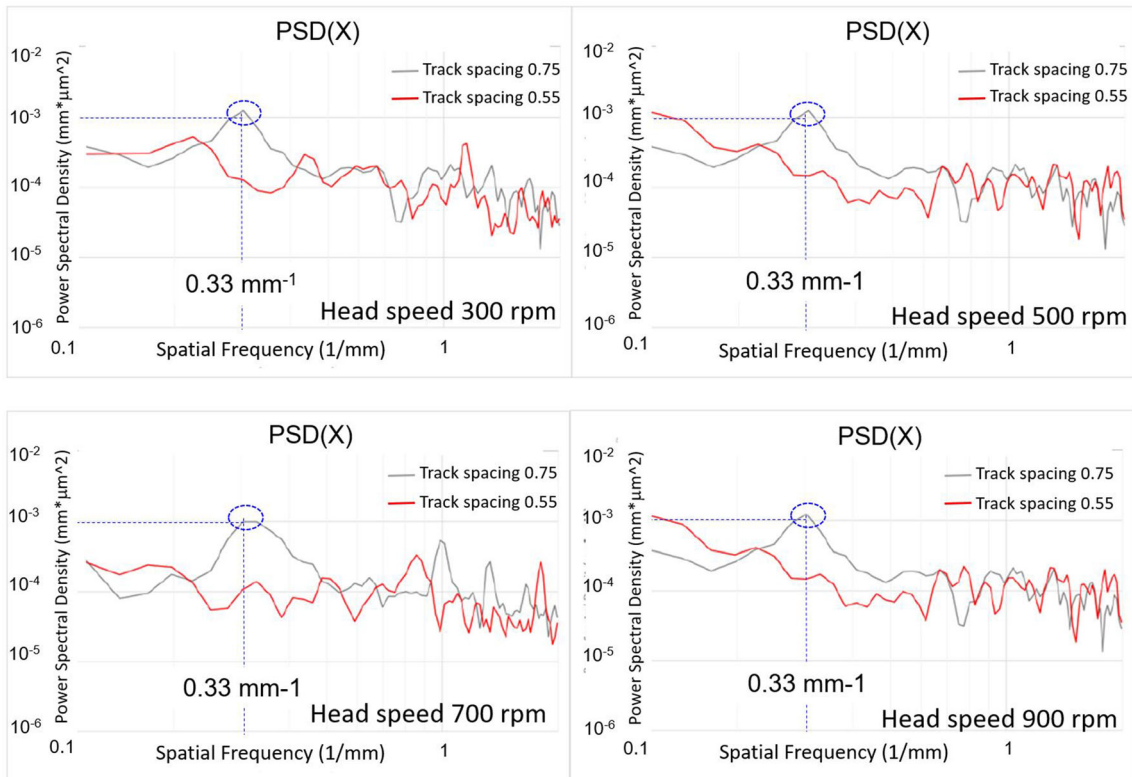 PSD(X)
10-2
Track spacing 0.75
Track spacing 0.55
10-3
10-4
10-5
10-6
Power Spectral Density (mm*µm^2)
0.33 mm-1
Head speed 300 rpm
0.1
Spatial Frequency (1/mm)
1
PSD(X)
10-2
Track spacing 0.75
Track spacing 0.55
10-3
10-4
10-5
10-6
Power Spectral Density (mm*µm^2)
0.33 mm-1
Head speed 500 rpm
0.1
Spatial Frequency (1/mm)
1
PSD(X)
10-2
Track spacing 0.75
Track spacing 0.55
10-3
10-4
10-5
10-6
Power Spectral Density (mm*µm^2)
0.33 mm-1
Head speed 700 rpm
0.1
Spatial Frequency (1/mm)
1
PSD(X)
10-2
Track spacing 0.75
Track spacing 0.55
10-3
10-4
10-5
10-6
Power Spectral Density (mm*µm^2)
0.33 mm-1
Head speed 900 rpm
0.1
Spatial Frequency (1/mm)
1